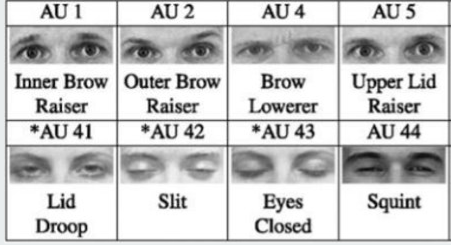 AU 1 AU 2 AU 4 AU 5
Inner Brow Outer Brow Brow Upper Lid
Raiser Raiser Lowerer Raiser
*AU 41 *AU 42 *AU 43 AU 44
Lid Slit Eyes Squint
Droop Closed